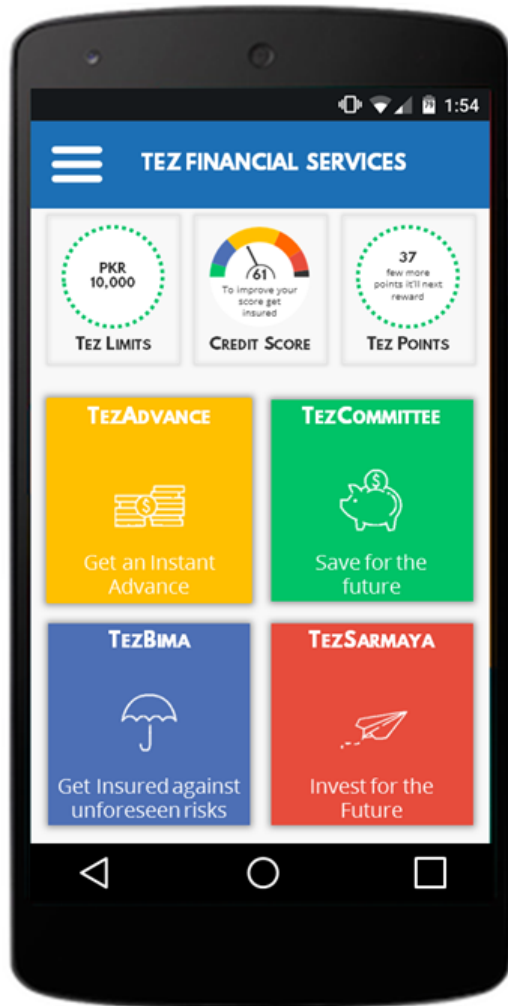 79 1:54
TEZ FINANCIAL SERVICES
PKR
10,000
TEZ LIMITS
61
To improve your
score get
insured
CREDIT SCORE
37
few more
points it'll next
reward
TEZ POINTS
TEZADVANCE
Get an Instant
Advance
TEZCOMMITTEE
$
Save for the
future
TEZBIMA
Get Insured against
unforeseen risks
TEZSARMAYA
Invest for the
Future